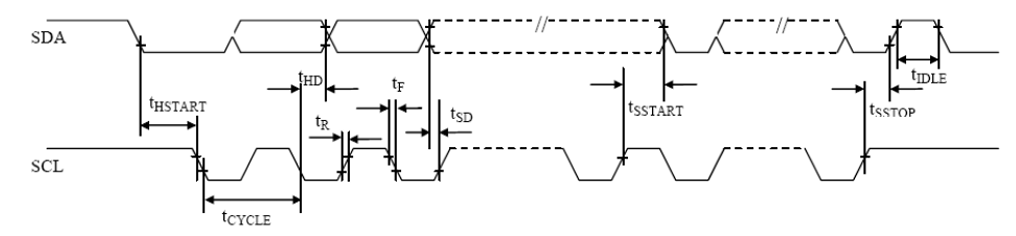 SDA
tHD
tF
tIDLE
tHSTART
tR
tSD
tSSTART
tSSTOP
SCL
tCYCLE